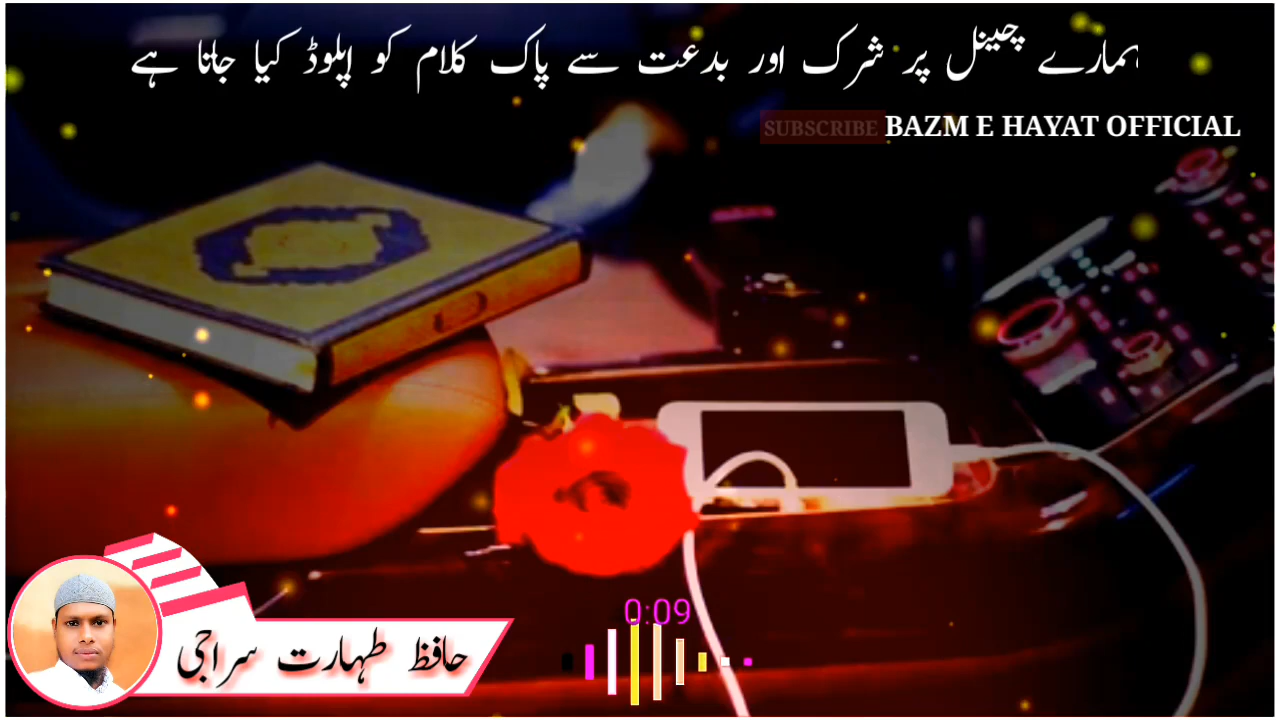 ہمارے چینل پر شرک اور بدعت سے پاک کلام کو اپلوڈ کیا جاتا ہے
SUBSCRIBE BAZM E HAYAT OFFICIAL
0:09
حافظ طہارت سراجی